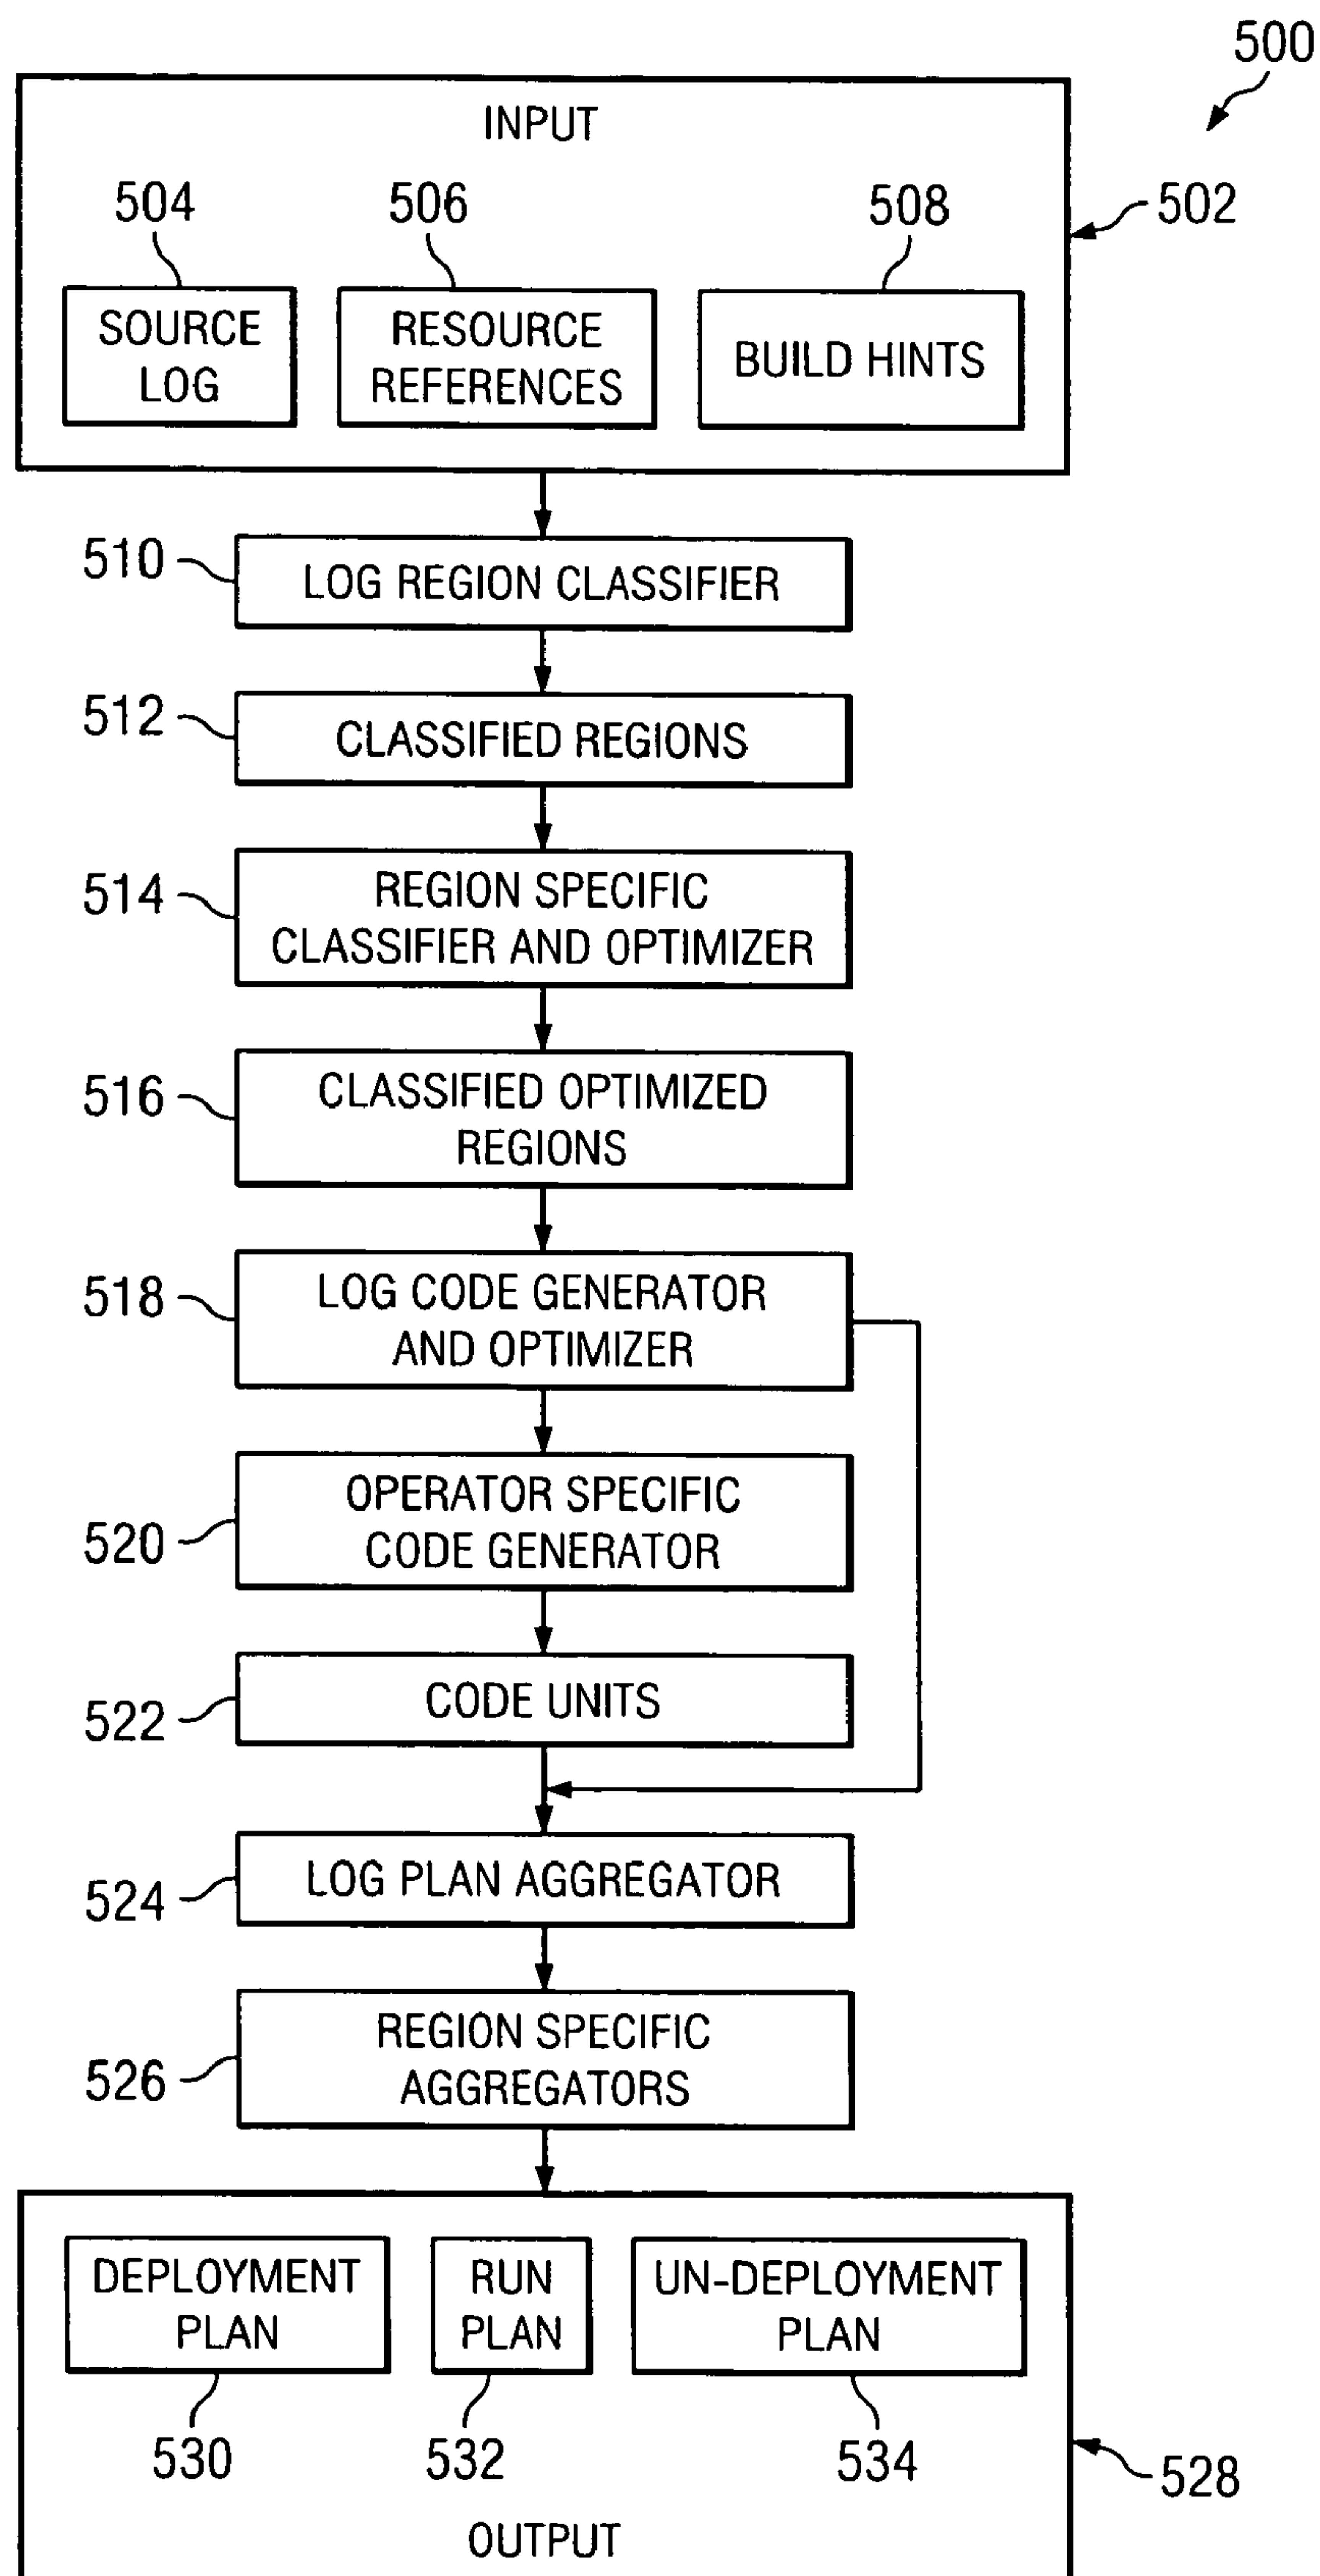 500
INPUT
502
504
506
508
SOURCE
LOG
RESOURCE
REFERENCES
BUILD HINTS
510
LOG REGION CLASSIFIER
512
CLASSIFIED REGIONS
514
REGION SPECIFIC
CLASSIFIER AND OPTIMIZER
516
CLASSIFIED OPTIMIZED
REGIONS
518
LOG CODE GENERATOR
AND OPTIMIZER
520
OPERATOR SPECIFIC
CODE GENERATOR
522
CODE UNITS
524
LOG PLAN AGGREGATOR
526
REGION SPECIFIC
AGGREGATORS
DEPLOYMENT
PLAN
RUN
PLAN
UN-DEPLOYMENT
PLAN
530
532
534
528
OUTPUT